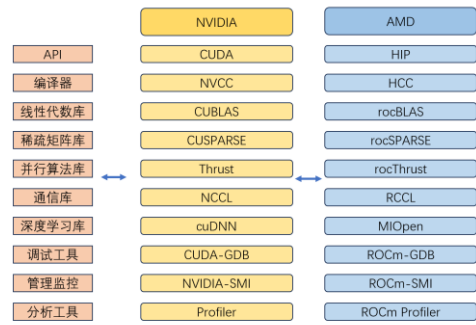 NVIDIA AMD
API CUDA HIP
编译器 NVCC HCC
线性代数库 CUBLAS rocBLAS
稀疏矩阵库 CUSPARSE rocSPARSE
并行算法库 Thrust rocThrust
通信库 NCCL RCCL
深度学习库 cuDNN MIOpen
调试工具 CUDA-GDB ROCm-GDB
管理监控 NVIDIA-SMI ROCm-SMI
分析工具 Profiler ROCm Profiler